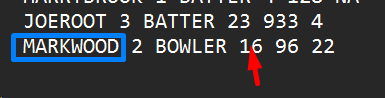 JOEROOT 3 BATTER 23 933 4
MARKWOOD 2 BOWLER 16 96 22